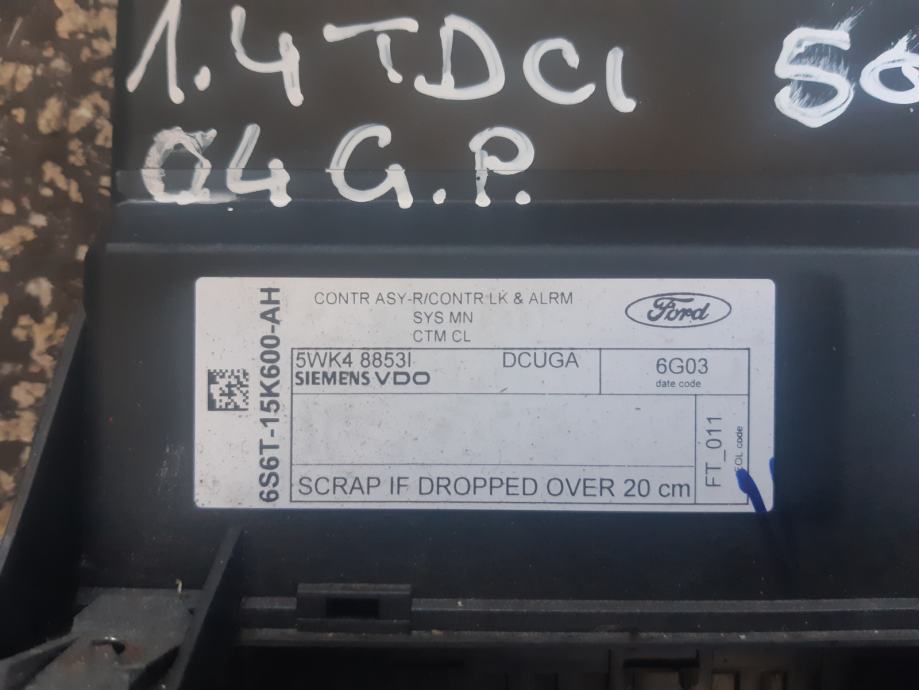 1.4 TDCI 50
04 G.P.
6S6T-15K600-AH
CONTR ASY-R/CONTR LK & ALRM
SYS MN
CTM CL
Ford
5WK4 8853I DCUGA
SIEMENS VDO
6G03
date code
FT_011
EOL code
SCRAP IF DROPPED OVER 20 cm